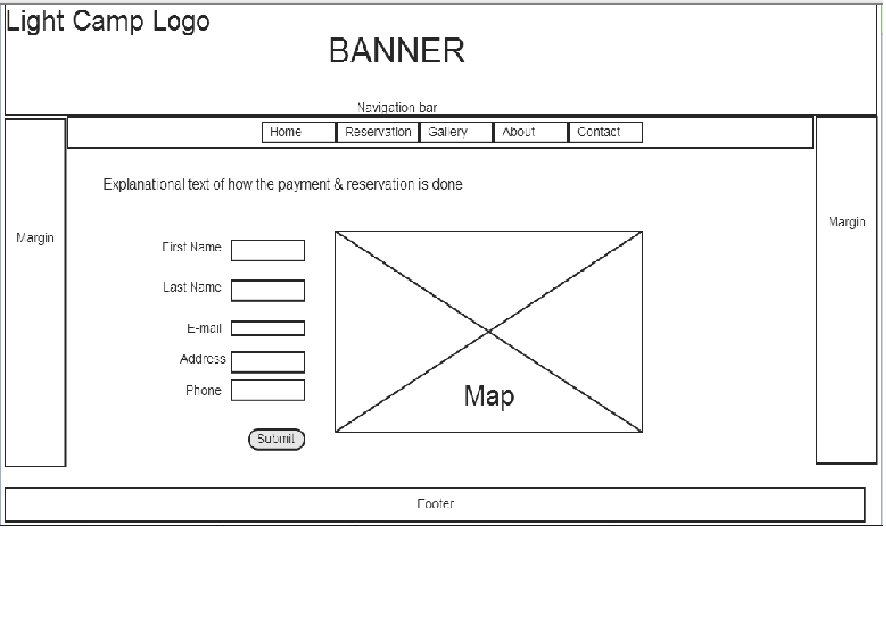 Light Camp Logo
BANNER
Navigation bar
Home Reservation Gallery About Contact
Explanational text of how the payment & reservation is done
Margin
Margin
First Name
Last Name
E-mail
Address
Phone
Map
Submit
Footer